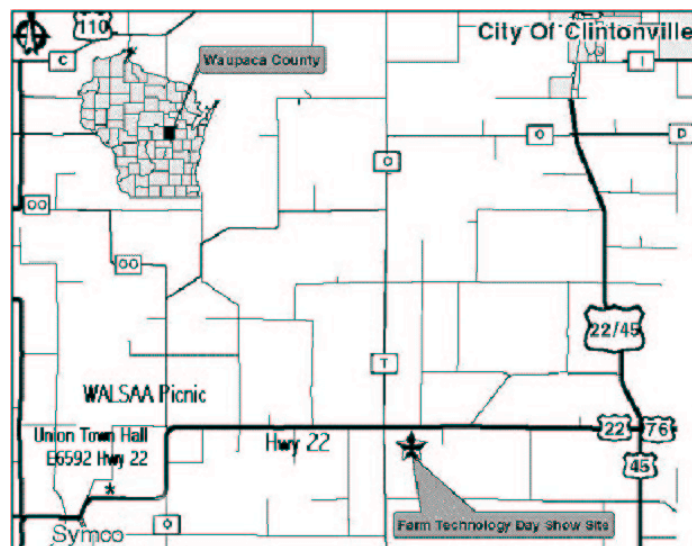 110
City Of Clintonville
C
Waupaca County
I
O
D
O
OO
OO
22/45
T
WALSAA Picnic
Union Town Hall
E6592 Hwy 22
Hwy 22
22
76
45
*
O
Symco
Farm Technology Day Show Site